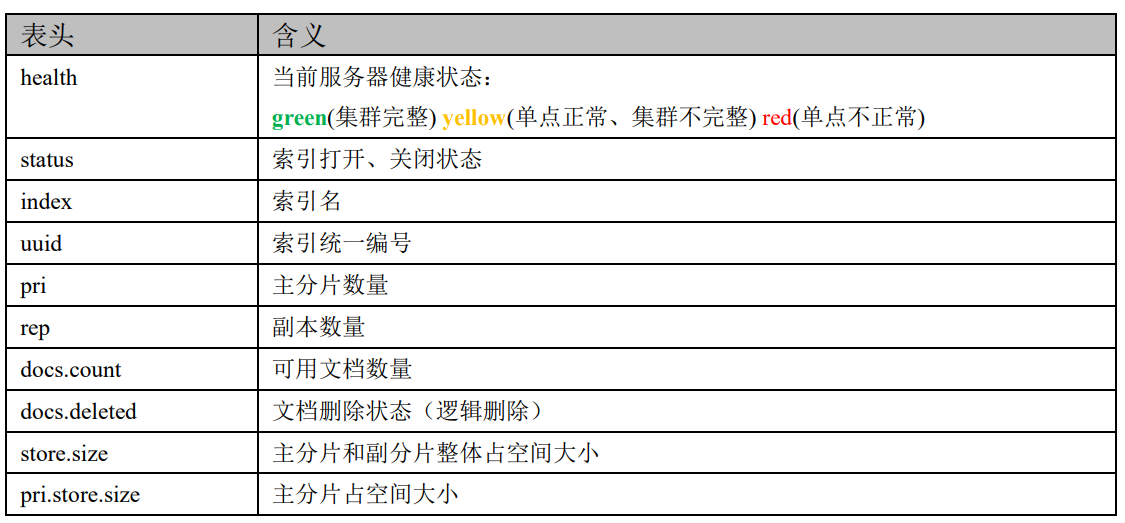 表头 含义
health 当前服务器健康状态：
green(集群完整) yellow(单点正常、集群不完整) red(单点不正常)
status 索引打开、关闭状态
index 索引名
uuid 索引统一编号
pri 主分片数量
rep 副本数量
docs.count 可用文档数量
docs.deleted 文档删除状态（逻辑删除）
store.size 主分片和副分片整体占空间大小
pri.store.size 主分片占空间大小